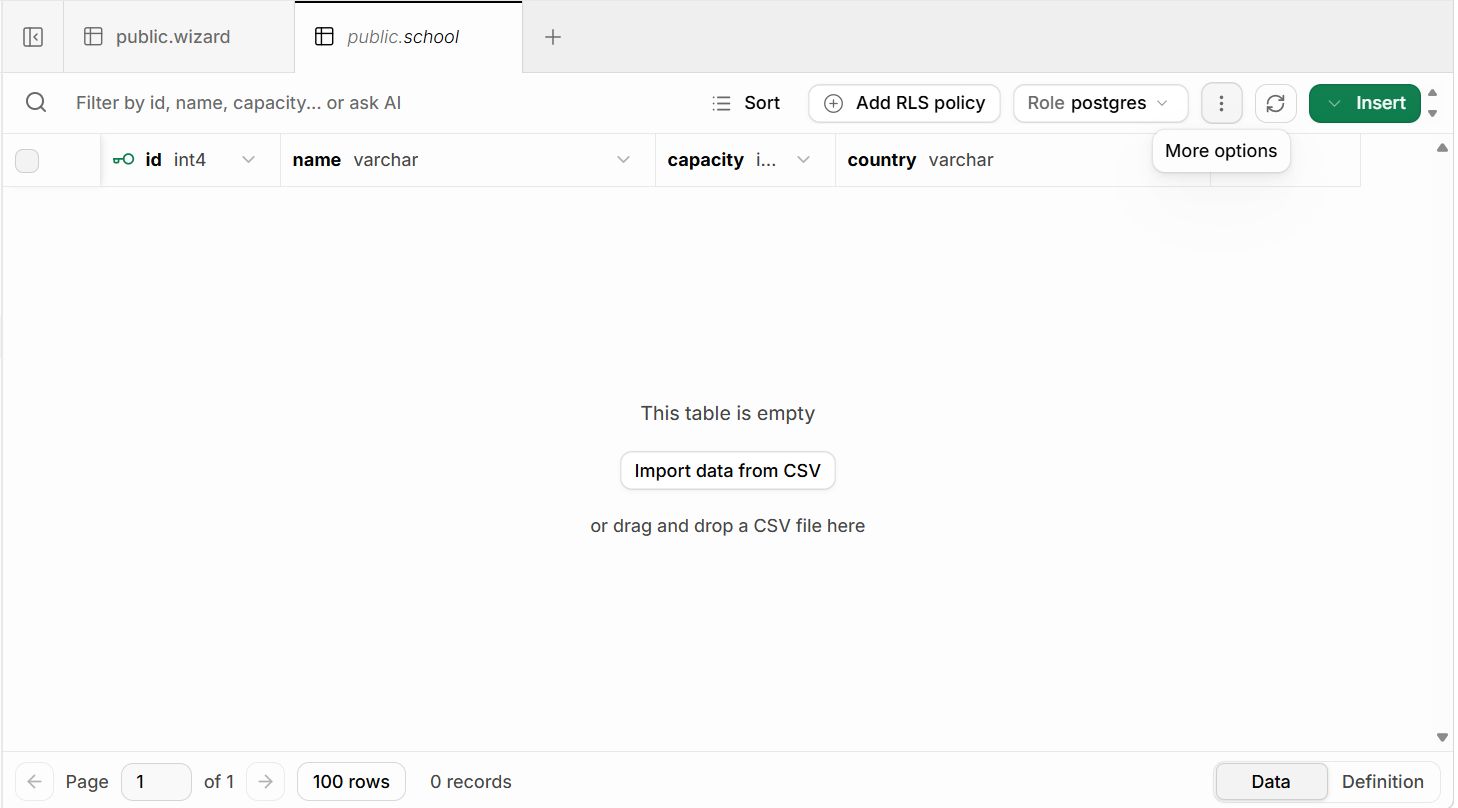 public.wizard public.school
Filter by id, name, capacity... or ask AI Sort Add RLS policy Role postgres Insert
More options
id int4 name varchar capacity i... country varchar
This table is empty
Import data from CSV
or drag and drop a CSV file here
Page 1 of 1 100 rows 0 records Data Definition